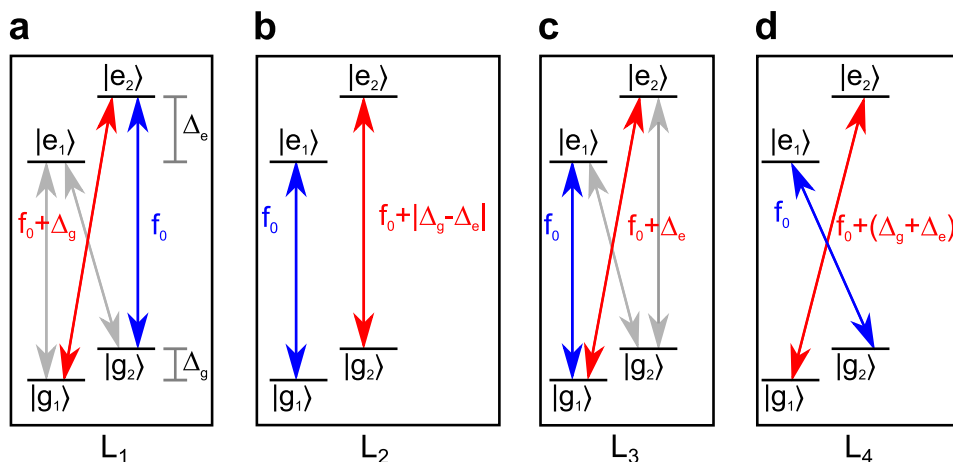 a
|e₂⟩
Δₑ
|e₁⟩
f₀+Δg
f₀
|g₂⟩
Δg
|g₁⟩
L₁
b
|e₂⟩
|e₁⟩
f₀
f₀+|Δg-Δₑ|
|g₂⟩
|g₁⟩
L₂
c
|e₂⟩
|e₁⟩
f₀
f₀+Δₑ
|g₂⟩
|g₁⟩
L₃
d
|e₂⟩
|e₁⟩
f₀
f₀+(Δg+Δₑ)
|g₂⟩
|g₁⟩
L₄